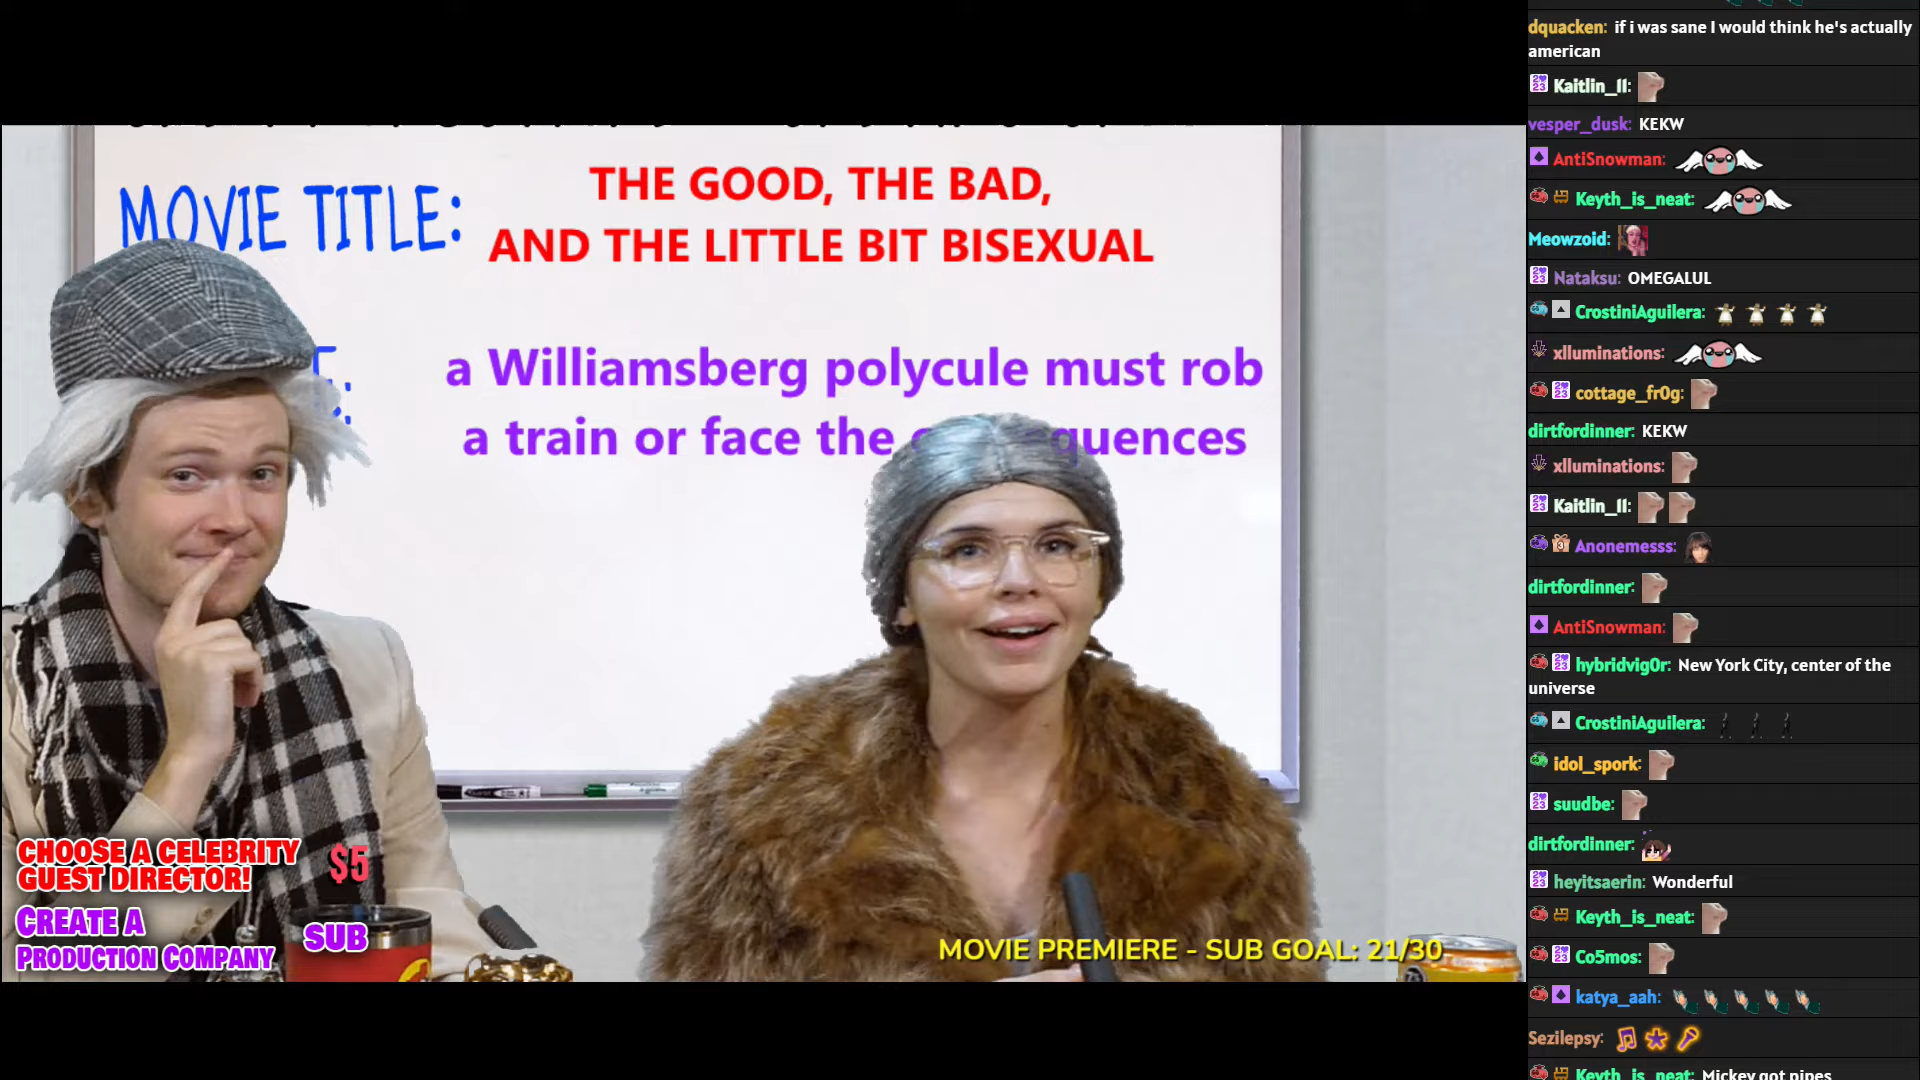 MOVIE TITLE:
THE GOOD, THE BAD,
AND THE LITTLE BIT BISEXUAL
a Williamsberg polycule must rob
a train or face the
CHOOSE A CELEBRITY
GUEST DIRECTOR!
$5
CREATE A
PRODUCTION COMPANY
SUB
MOVIE PREMIERE - SUB GOAL: 21/30
dquacken: if i was sane I would think he's actually
american
Kaitlin_ll:
vesper_dusk: KEKW
AntiSnowman:
Keyth_is_neat:
Meowzoid:
Nataksu: OMEGALUL
CrostiniAguilera:
xlluminations:
cottage_fr0g:
dirtfordinner: KEKW
xlluminations:
Kaitlin_ll:
Anonemesss:
dirtfordinner:
AntiSnowman:
hybridvig0r: New York City, center of the
universe
CrostiniAguilera:
idol_spork:
suudbe:
dirtfordinner:
heyitsaerin: Wonderful
Keyth_is_neat:
Co5mos:
katya_aah:
Sezilepsy:
Keyth_is_neat: Mickey got pipes